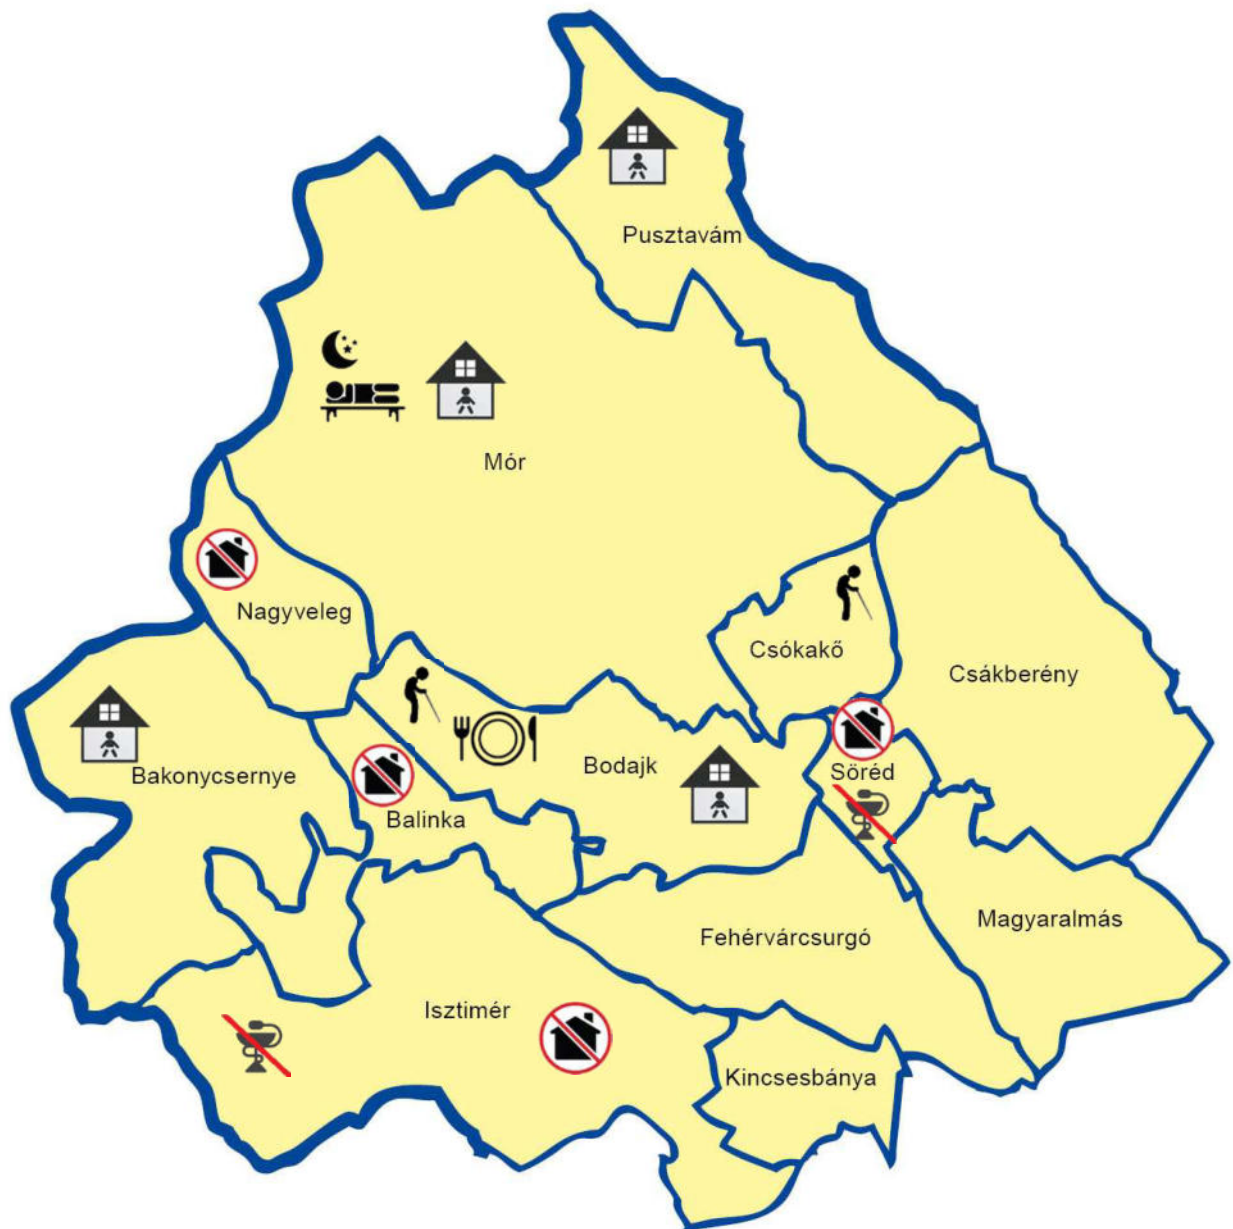 Pusztavám
Mór
Nagyveleg
Csókakő
Csákberény
Bakonycsernye
Bodajk
Söréd
Balinka
Magyaralmás
Fehérvárcsurgó
Isztimér
Kincsesbánya